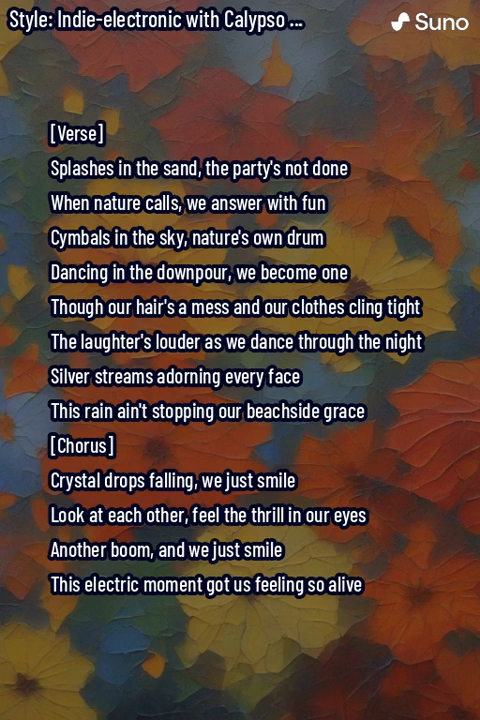 Style: Indie-electronic with Calypso ...
Suno
[Verse]
Splashes in the sand, the party's not done
When nature calls, we answer with fun
Cymbals in the sky, nature's own drum
Dancing in the downpour, we become one
Though our hair's a mess and our clothes cling tight
The laughter's louder as we dance through the night
Silver streams adorning every face
This rain ain't stopping our beachside grace
[Chorus]
Crystal drops falling, we just smile
Look at each other, feel the thrill in our eyes
Another boom, and we just smile
This electric moment got us feeling so alive